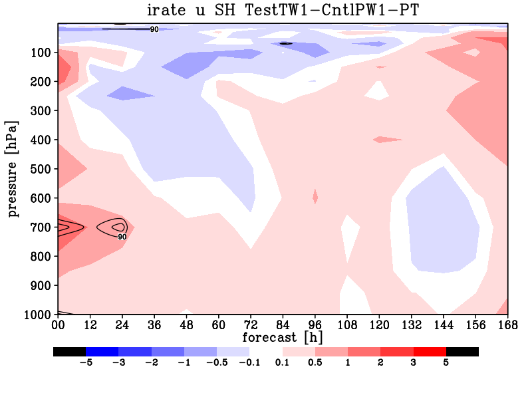 irate u SH TestTW1-CntlPW1-PT
90
100
200
300
400
500
600
700
800
900
1000
pressure [hPa]
90
00 12 24 36 48 60 72 84 96 108 120 132 144 156 168
forecast [h]
-5 -3 -2 -1 -0.5 -0.1 0.1 0.5 1 2 3 5